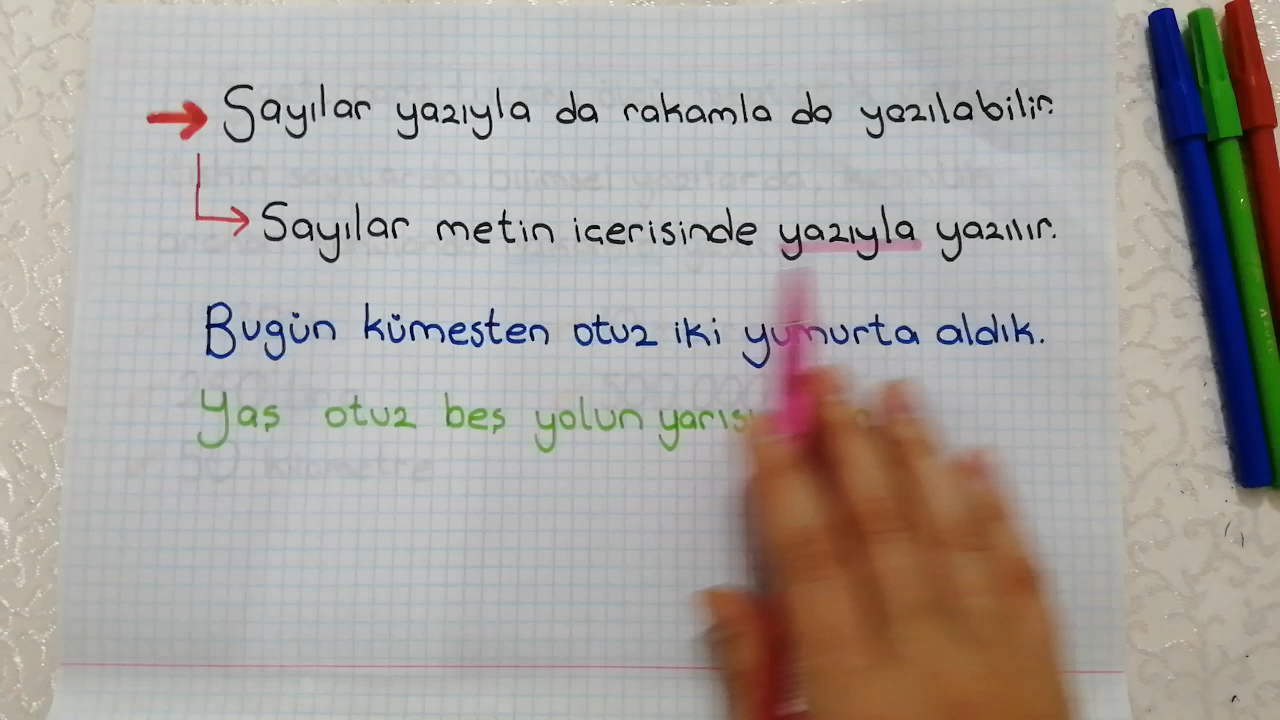 Sayılar yazıyla da rakamla da yazılabilir.
Sayılar metin içerisinde yazıyla yazılır.
Bugün kümesten otuz iki yumurta aldık.
Yaş otuz beş yolun yarısı